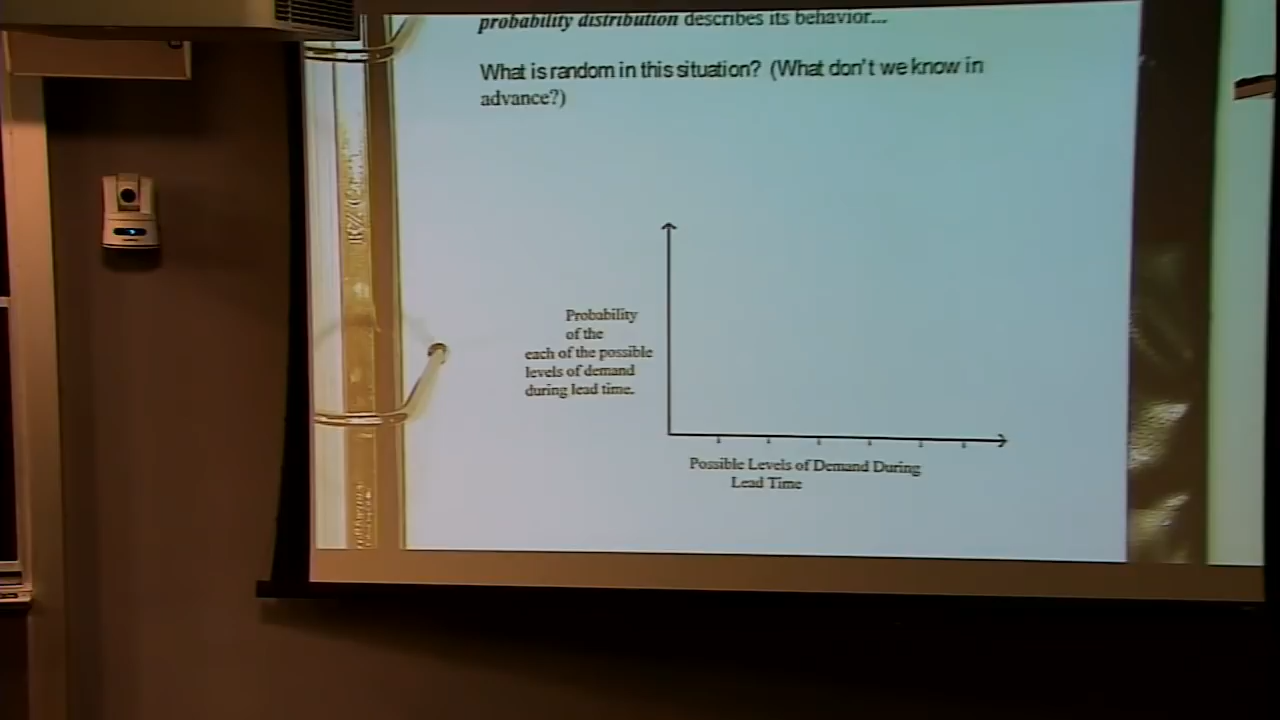 probability distribution describes its behavior...
What is random in this situation? (What don't we know in
advance?)
Probability
of the
each of the possible
levels of demand
during lead time.
Possible Levels of Demand During
Lead Time